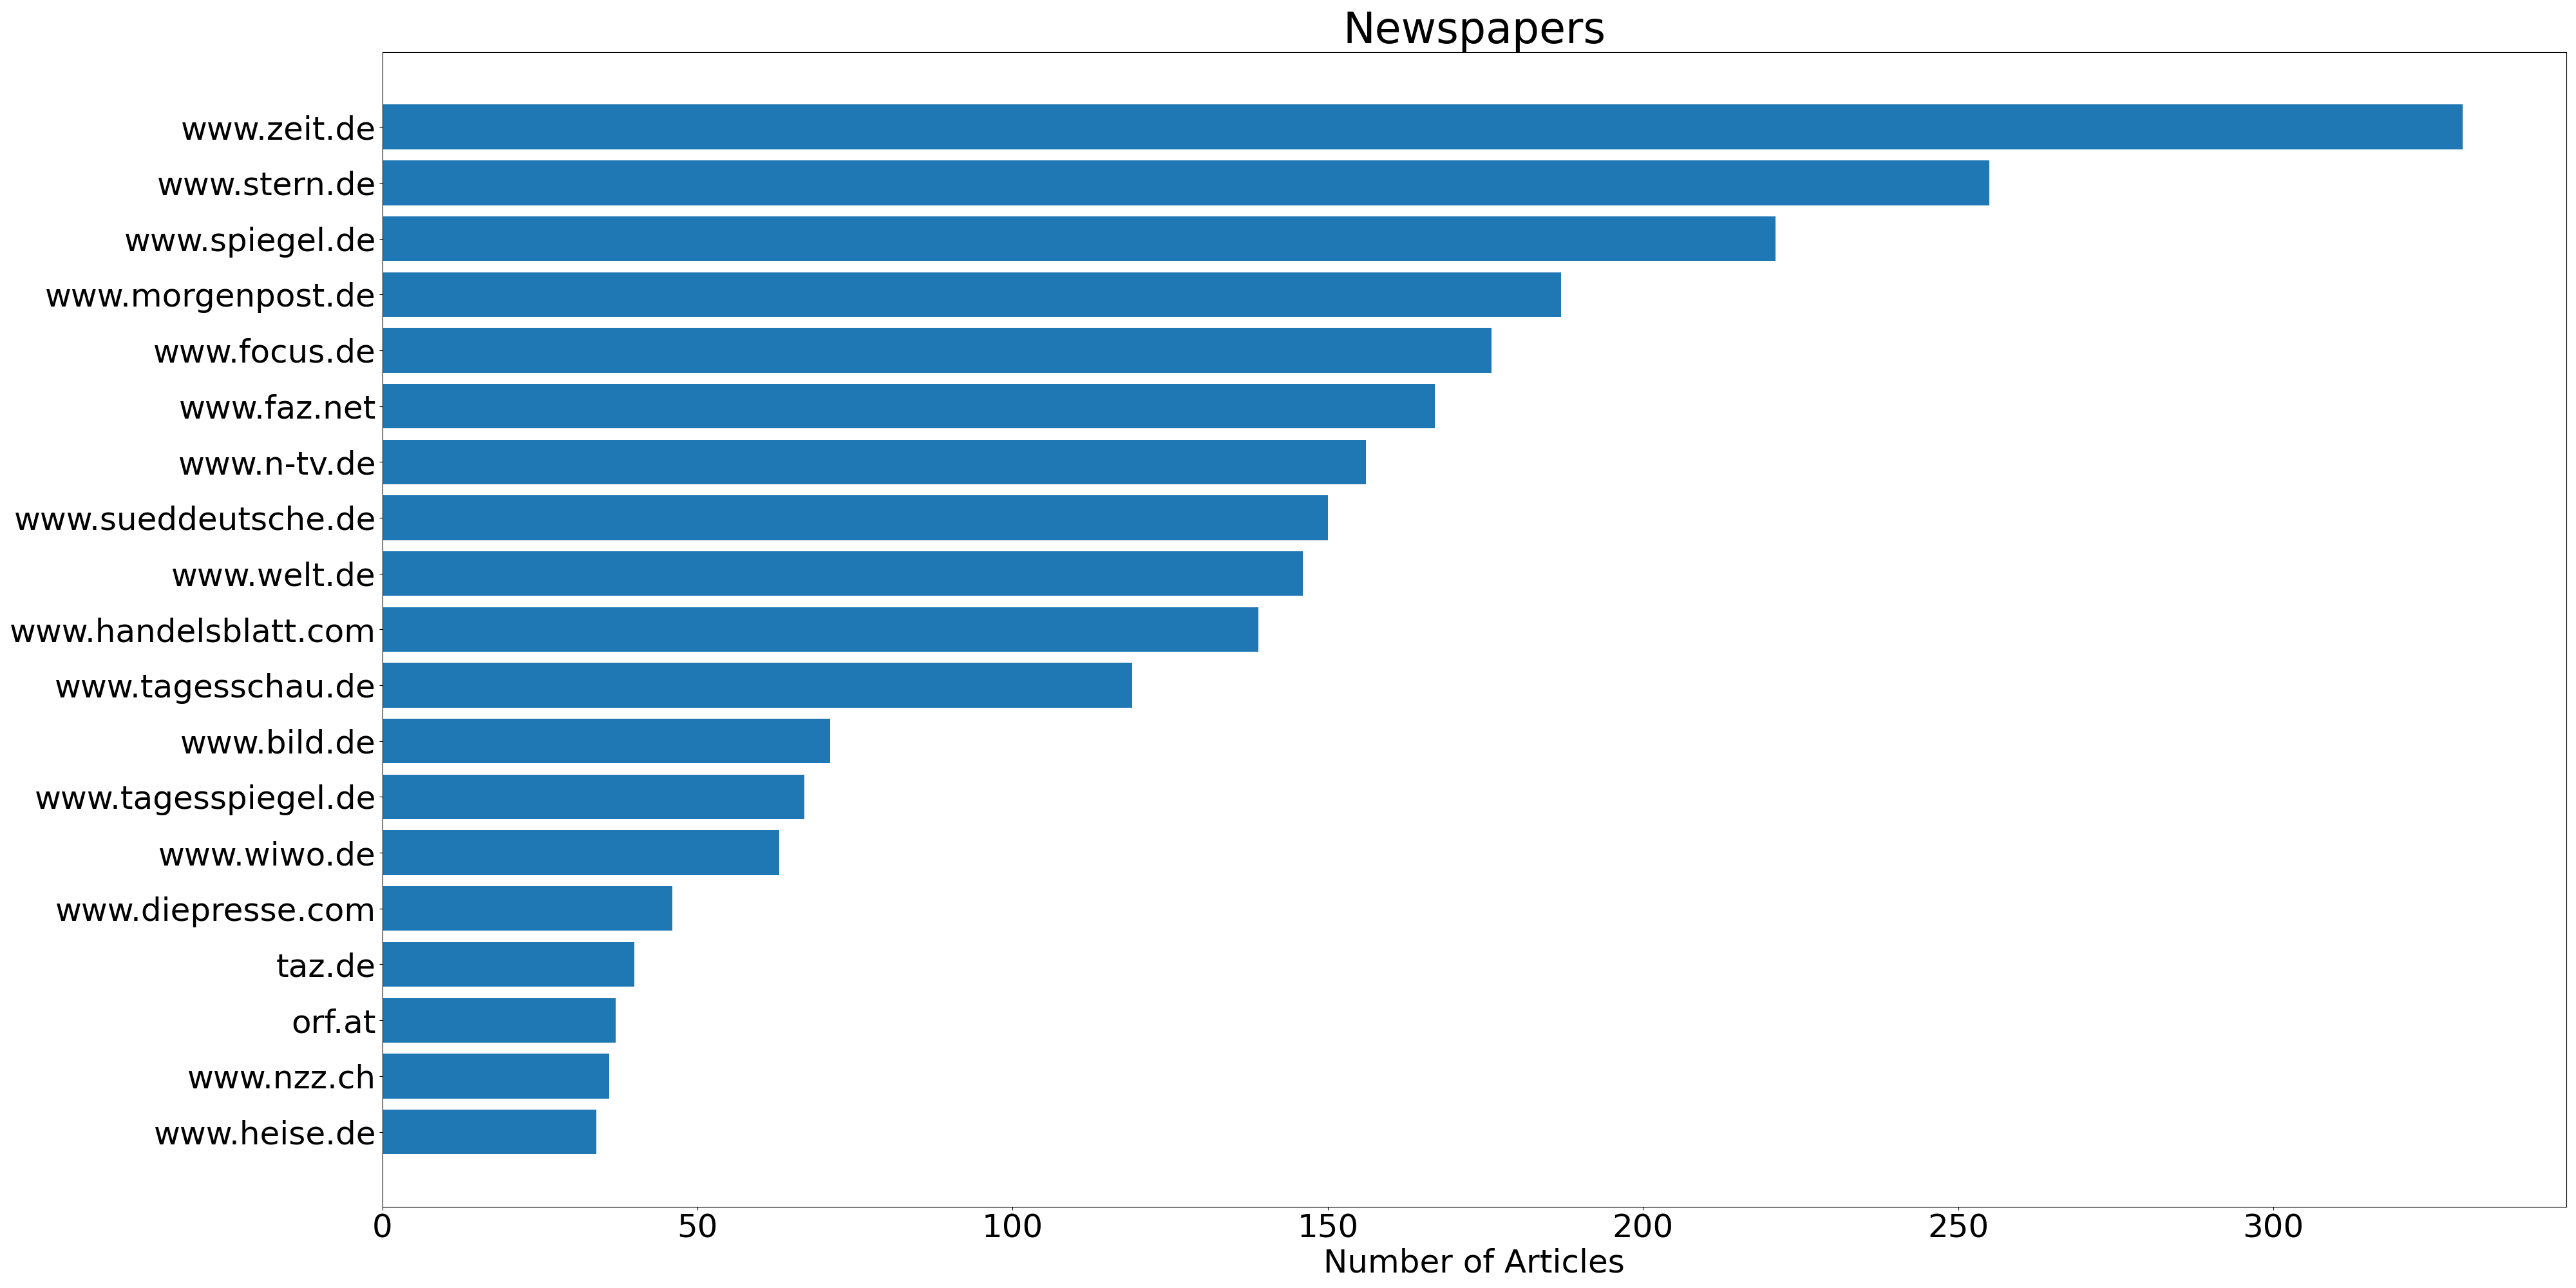 Newspapers
www.zeit.de
www.stern.de
www.spiegel.de
www.morgenpost.de
www.focus.de
www.faz.net
www.n-tv.de
www.sueddeutsche.de
www.welt.de
www.handelsblatt.com
www.tagesschau.de
www.bild.de
www.tagesspiegel.de
www.wiwo.de
www.diepresse.com
taz.de
orf.at
www.nzz.ch
www.heise.de
0 50 100 150 200 250 300
Number of Articles